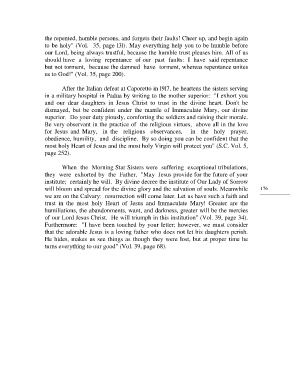 the repented, humble persons, and forgets their faults! Cheer up, and begin again
to be holy" (Vol. 35, page 131). May everything help you to be humble before
our Lord, being always trustful, because the humble trust pleases him. All of us
should have a loving repentance of our past faults: I have said repentance
but not torment, because the damned have torment, whereas repentance unites
us to God!" (Vol. 35, page 200).
After the Italian defeat at Caporetto in 1917, he heartens the sisters serving
in a military hospital in Padua by writing to the mother superior: "I exhort you
and our dear daughters in Jesus Christ to trust in the divine heart. Don't be
dismayed, but be confident under the mantle of Immaculate Mary, our divine
superior. Do your duty piously, comforting the soldiers and raising their morale.
Be very observant in the practice of the religious virtues, above all in the love
for Jesus and Mary, in the religious observances, in the holy prayer,
obedience, humility, and discipline. By so doing you can be confident that the
most holy Heart of Jesus and the most holy Virgin will protect you" (S.C. Vol. 5,
page 252).
When the Morning Star Sisters were suffering exceptional tribulations,
they were exhorted by the Father, "May Jesus provide for the future of your
institute; certainly he will. By divine decree the institute of Our Lady of Sorrow
will bloom and spread for the divine glory and the salvation of souls. Meanwhile
we are on the Calvary; resurrection will come later. Let us have such a faith and
trust in the most holy Heart of Jesus and Immaculate Mary! Greater are the
humiliations, the abandonments, want, and darkness, greater will be the mercies
of our Lord Jesus Christ. He will triumph in this institution" (Vol. 39, page 34).
Furthermore: "I have been touched by your letter; however, we must consider
that the adorable Jesus is a loving father who does not let his daughters perish.
He hides, makes us see things as though they were lost, but at proper time he
turns everything to our good" (Vol. 39, page 68).